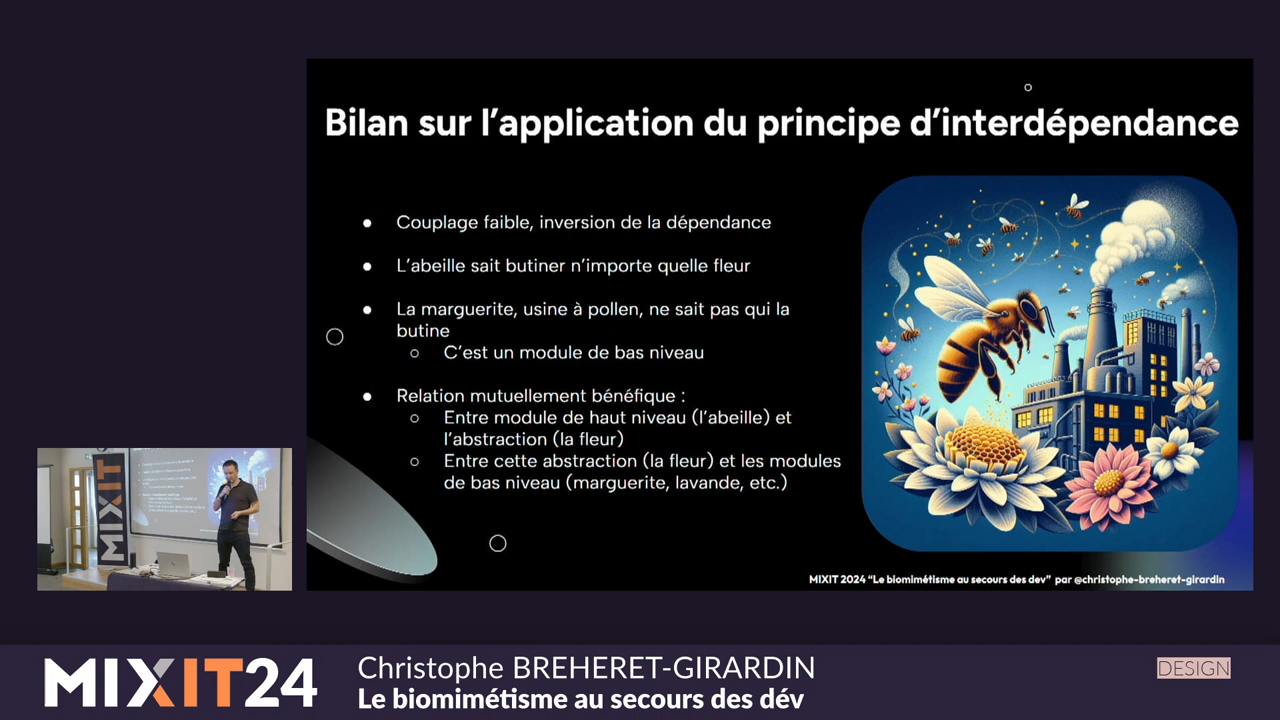 Bilan sur l'application du principe d'interdépendance
● Couplage faible, inversion de la dépendance
● L'abeille sait butiner n'importe quelle fleur
● La marguerite, usine à pollen, ne sait pas qui la
butine
○ C'est un module de bas niveau
● Relation mutuellement bénéfique :
○ Entre module de haut niveau (l'abeille) et
l'abstraction (la fleur)
○ Entre cette abstraction (la fleur) et les modules
de bas niveau (marguerite, lavande, etc.)
MIXIT 2024 “Le biomimétisme au secours des dev” par @christophe-breheret-girardin
MIXIT
MIXIT24
Christophe BREHERET-GIRARDIN
Le biomimétisme au secours des dév
DESIGN